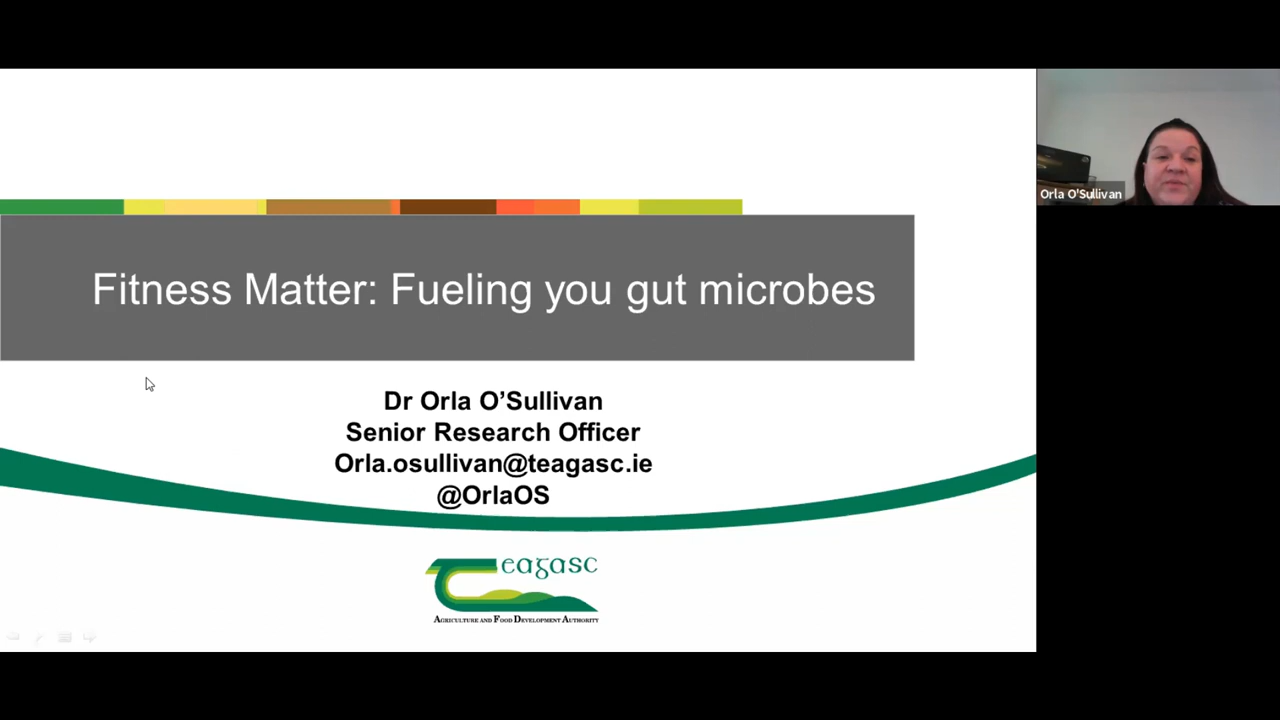 Fitness Matter: Fueling you gut microbes
Dr Orla O'Sullivan
Senior Research Officer
Orla.osullivan@teagasc.ie
@OrlaOS
Teagasc
AGRICULTURE AND FOOD DEVELOPMENT AUTHORITY
Orla O'Sullivan